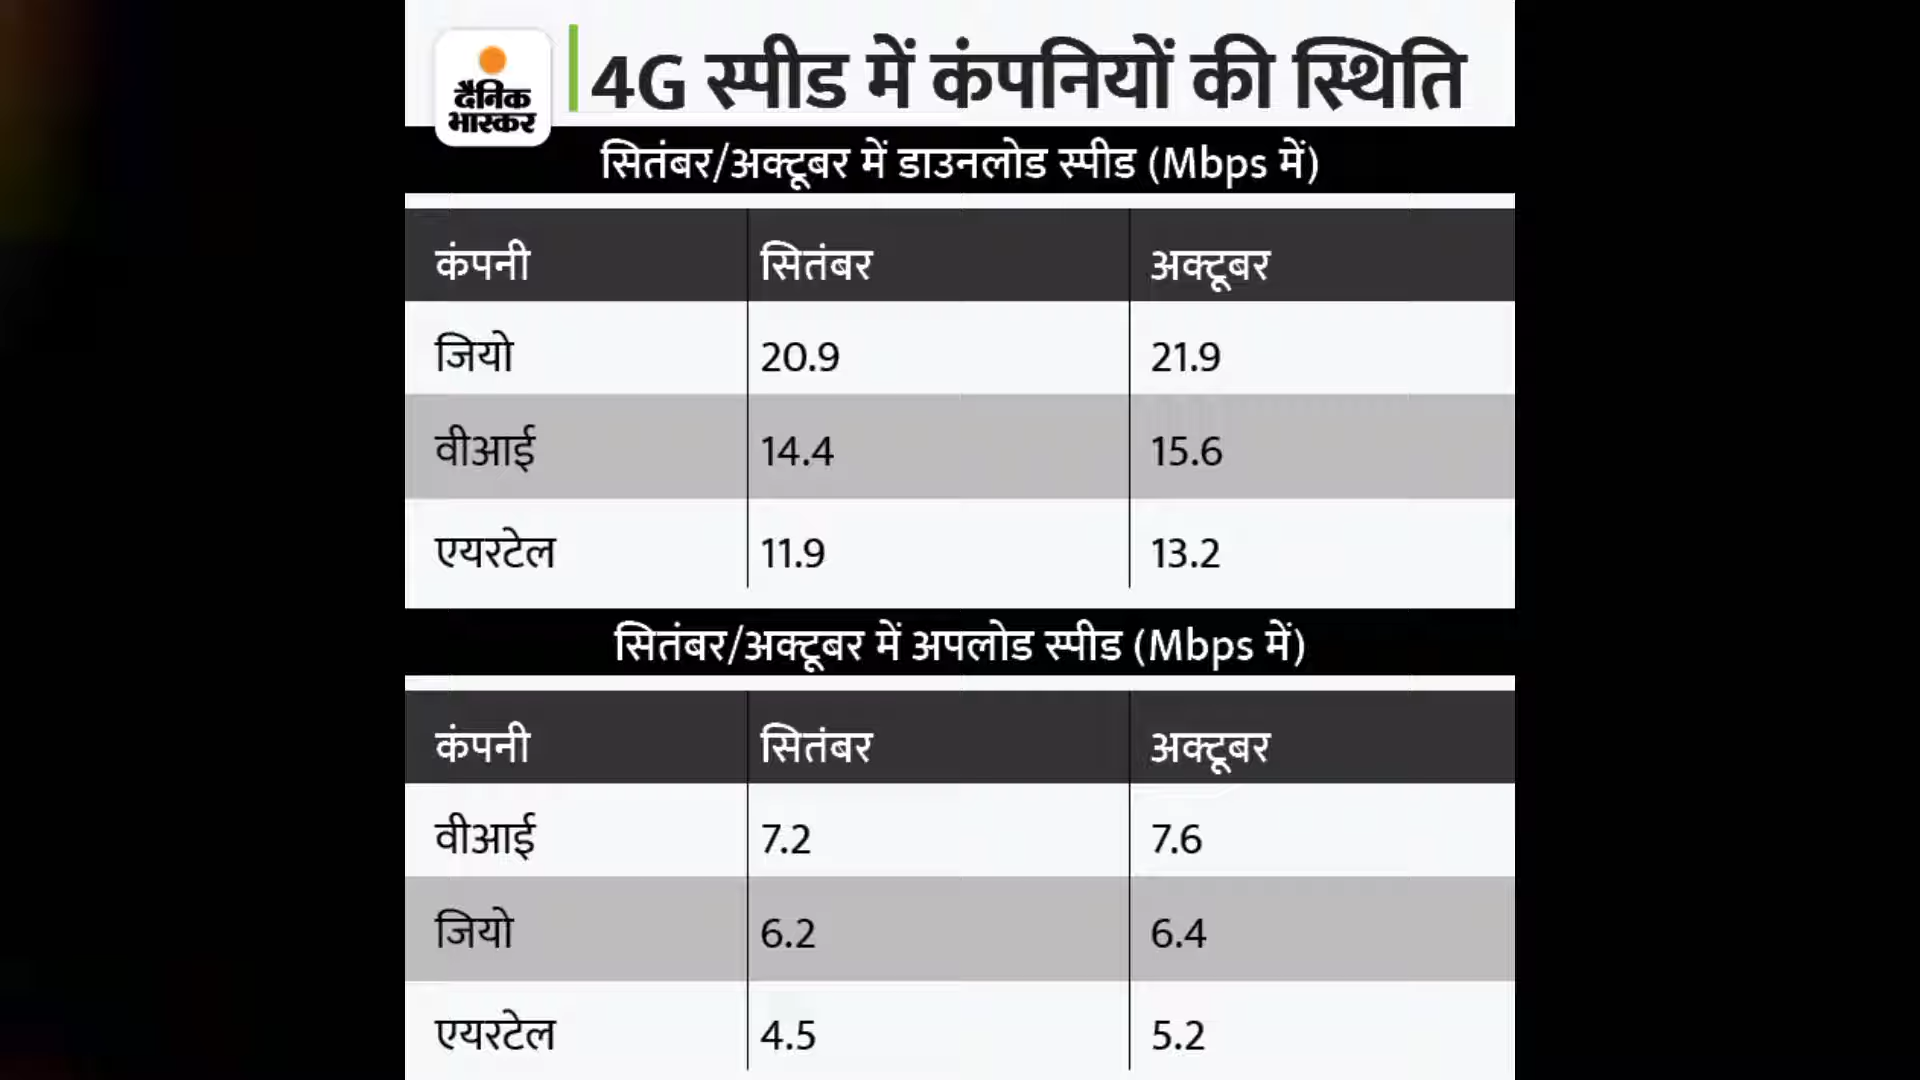 दैनिक
भास्कर
4G स्पीड में कंपनियों की स्थिति
सितंबर/अक्टूबर में डाउनलोड स्पीड (Mbps में)
कंपनी सितंबर अक्टूबर
जियो 20.9 21.9
वीआई 14.4 15.6
एयरटेल 11.9 13.2
सितंबर/अक्टूबर में अपलोड स्पीड (Mbps में)
कंपनी सितंबर अक्टूबर
वीआई 7.2 7.6
जियो 6.2 6.4
एयरटेल 4.5 5.2